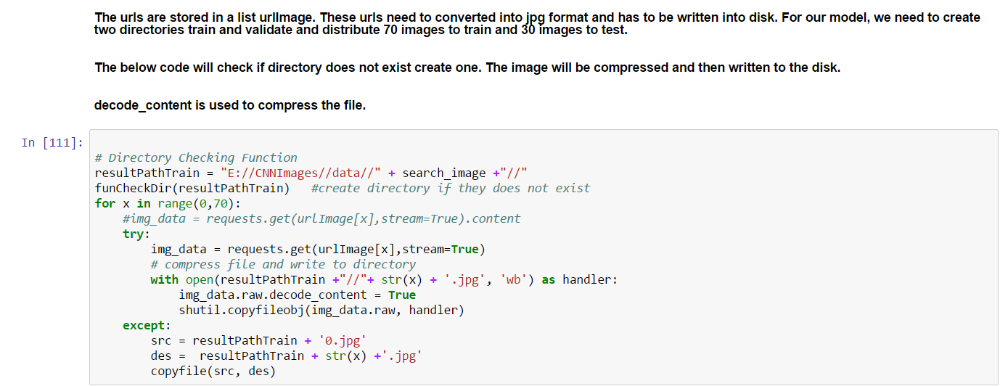 The urls are stored in a list urlImage. These urls need to converted into jpg format and has to be written into disk. For our model, we need to create
two directories train and validate and distribute 70 images to train and 30 images to test.
The below code will check if directory does not exist create one. The image will be compressed and then written to the disk.
decode_content is used to compress the file.
In [111]:
# Directory Checking Function
resultPathTrain = "E://CNNImages//data//" + search_image +"//"
funCheckDir(resultPathTrain)   #create directory if they does not exist
for x in range(0,70):
    #img_data = requests.get(urlImage[x],stream=True).content
    try:
        img_data = requests.get(urlImage[x],stream=True)
        # compress file and write to directory
        with open(resultPathTrain +"//"+ str(x) + '.jpg', 'wb') as handler:
            img_data.raw.decode_content = True
            shutil.copyfileobj(img_data.raw, handler)
    except:
        src = resultPathTrain + '0.jpg'
        des =  resultPathTrain + str(x) +'.jpg'
        copyfile(src, des)